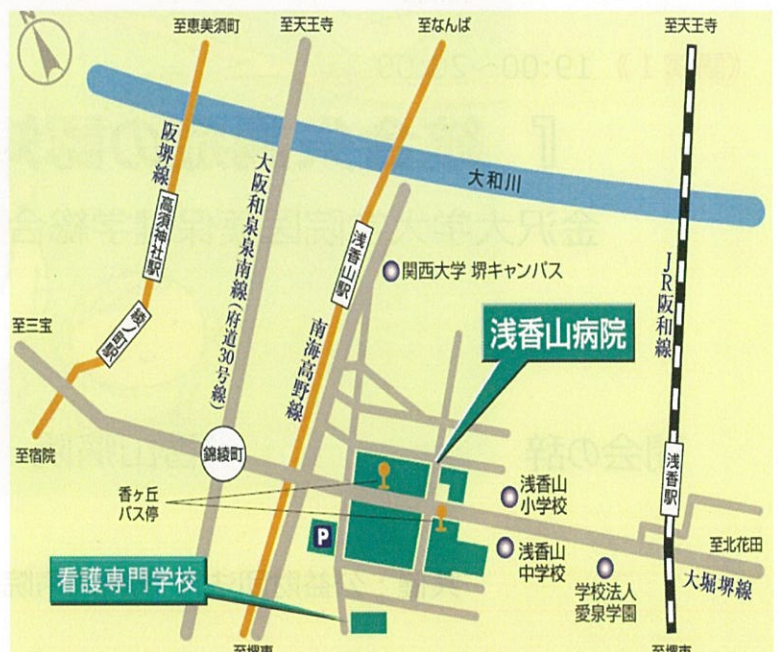 N
至恵美須町
至天王寺
至なんば
至天王寺
大和川
阪堺線
高須神社駅
大阪和泉泉南線(府道30号線)
浅香山駅
関西大学 堺キャンパス
JR阪和線
綾ノ町駅
至三宝
南海高野線
浅香山病院
至宿院
錦綾町
浅香駅
香ヶ丘
バス停
浅香山
小学校
P
浅香山
中学校
至北花田
大堀堺線
看護専門学校
学校法人
愛泉学園
至堺東
至堺東